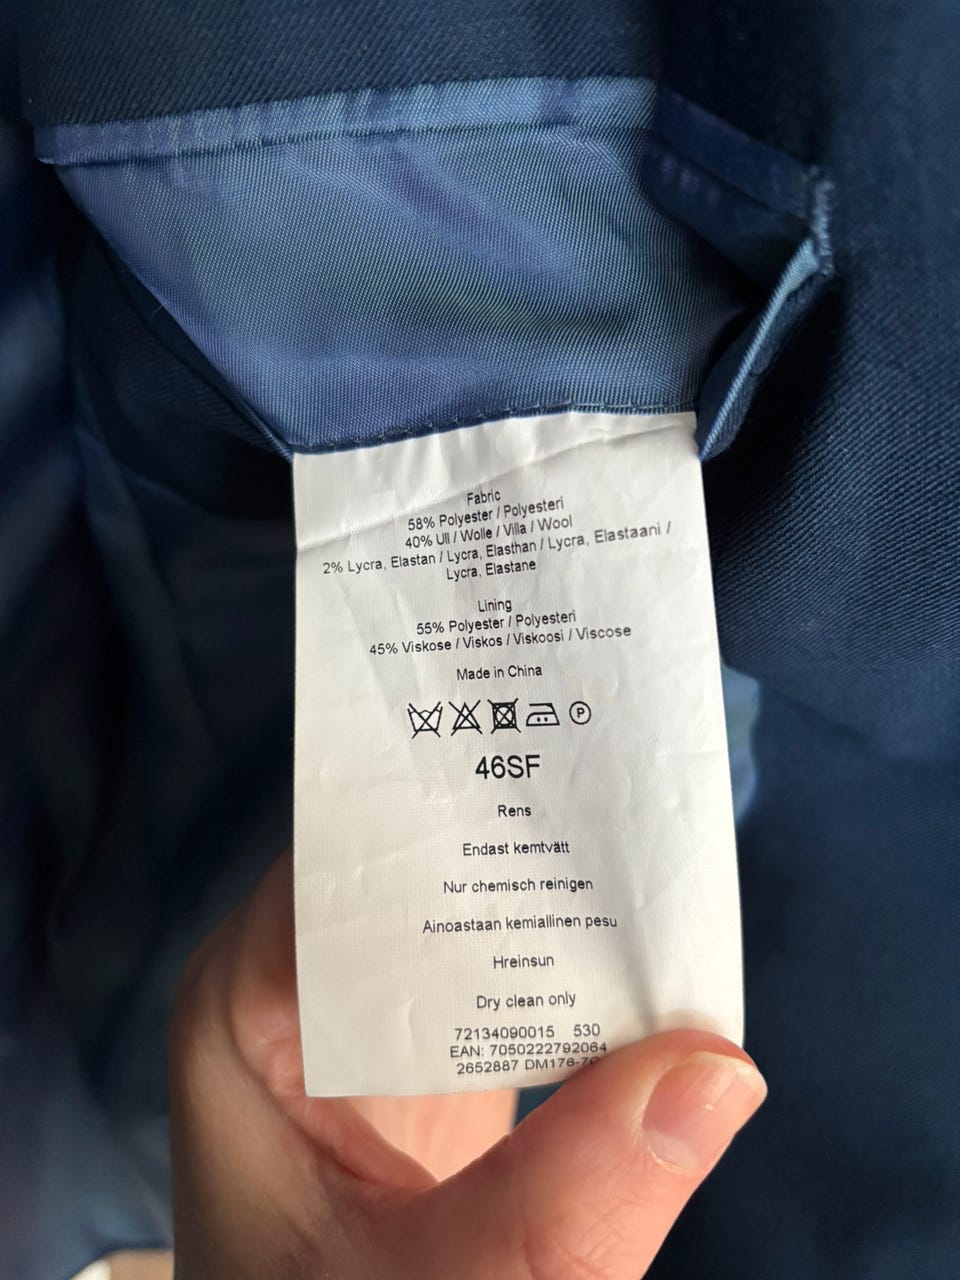 Fabric
58% Polyester / Polyesteri
40% Ull / Wolle / Villa / Wool
2% Lycra, Elastan / Lycra, Elasthan / Lycra, Elastaani /
Lycra, Elastane
Lining
55% Polyester / Polyesteri
45% Viskose / Viskos / Viskoosi / Viscose
Made in China
P
46SF
Rens
Endast kemtvätt
Nur chemisch reinigen
Ainoastaan kemiallinen pesu
Hreinsun
Dry clean only
72134090015 530
EAN: 7050222792064
2652887